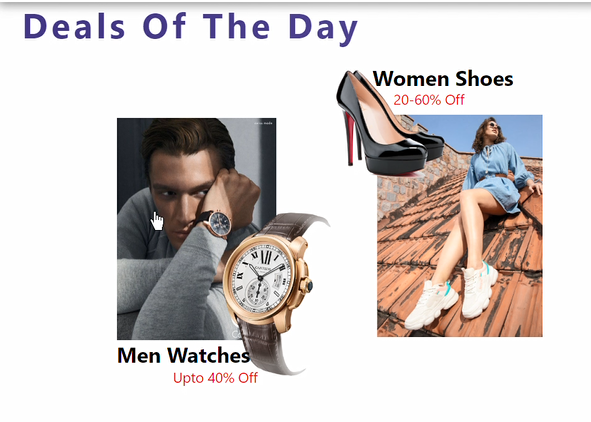 Deals Of The Day
Women Shoes
20-60% Off
Men Watches
Upto 40% Off